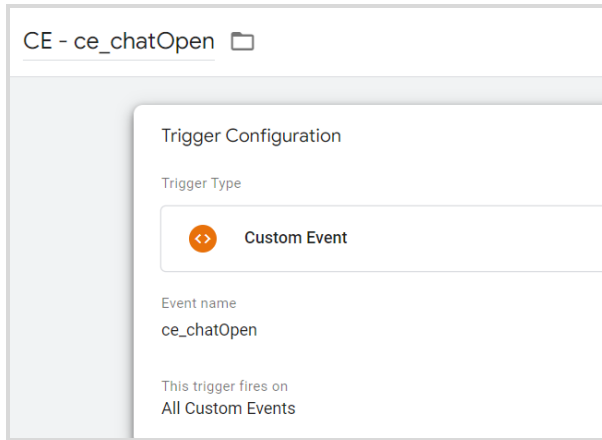 CE - ce_chatOpen
Trigger Configuration
Trigger Type
Custom Event
Event name
ce_chatOpen
This trigger fires on
All Custom Events